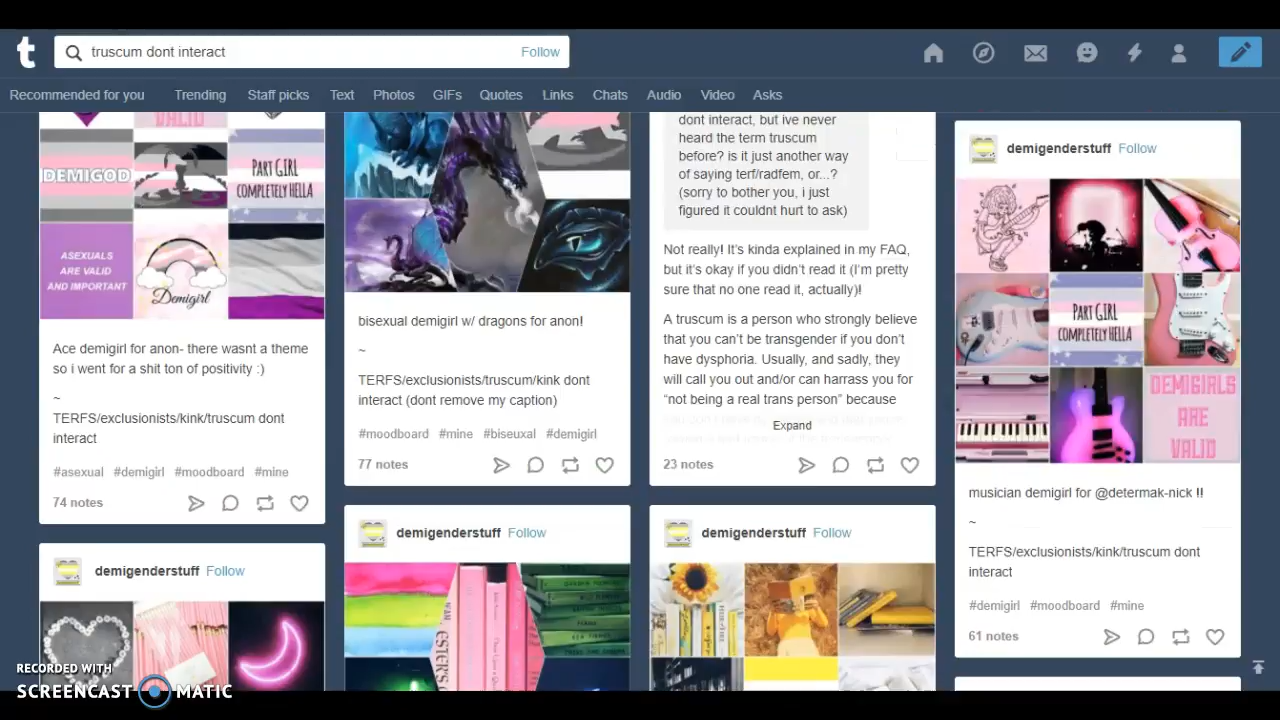 t
truscum dont interact
Follow
Recommended for you
Trending
Staff picks
Text
Photos
GIFs
Quotes
Links
Chats
Audio
Video
Asks
VALID
DEMIGOD
PART GIRL
COMPLETELY HELLA
ASEXUALS
ARE VALID
AND IMPORTANT
Demigirl
Ace demigirl for anon- there wasnt a theme
so i went for a shit ton of positivity :)
~
TERFS/exclusionists/kink/truscum dont
interact
#asexual #demigirl #moodboard #mine
74 notes
demigenderstuff Follow
bisexual demigirl w/ dragons for anon!
~
TERFS/exclusionists/truscum/kink dont
interact (dont remove my caption)
#moodboard #mine #biseuxal #demigirl
77 notes
demigenderstuff Follow
dont interact, but ive never
heard the term truscum
before? is it just another way
of saying terf/radfem, or...?
(sorry to bother you, i just
figured it couldnt hurt to ask)
Not really! It's kinda explained in my FAQ,
but it's okay if you didn't read it (I'm pretty
sure that no one read it, actually)!
A truscum is a person who strongly believe
that you can't be transgender if you don't
have dysphoria. Usually, and sadly, they
will call you out and/or can harrass you for
“not being a real trans person” because
Expand
23 notes
demigenderstuff Follow
demigenderstuff Follow
PART GIRL
COMPLETELY HELLA
DEMIGIRLS
ARE
VALID
musician demigirl for @determak-nick !!
~
TERFS/exclusionists/kink/truscum dont
interact
#demigirl #moodboard #mine
61 notes
RECORDED WITH
SCREENCAST MATIC